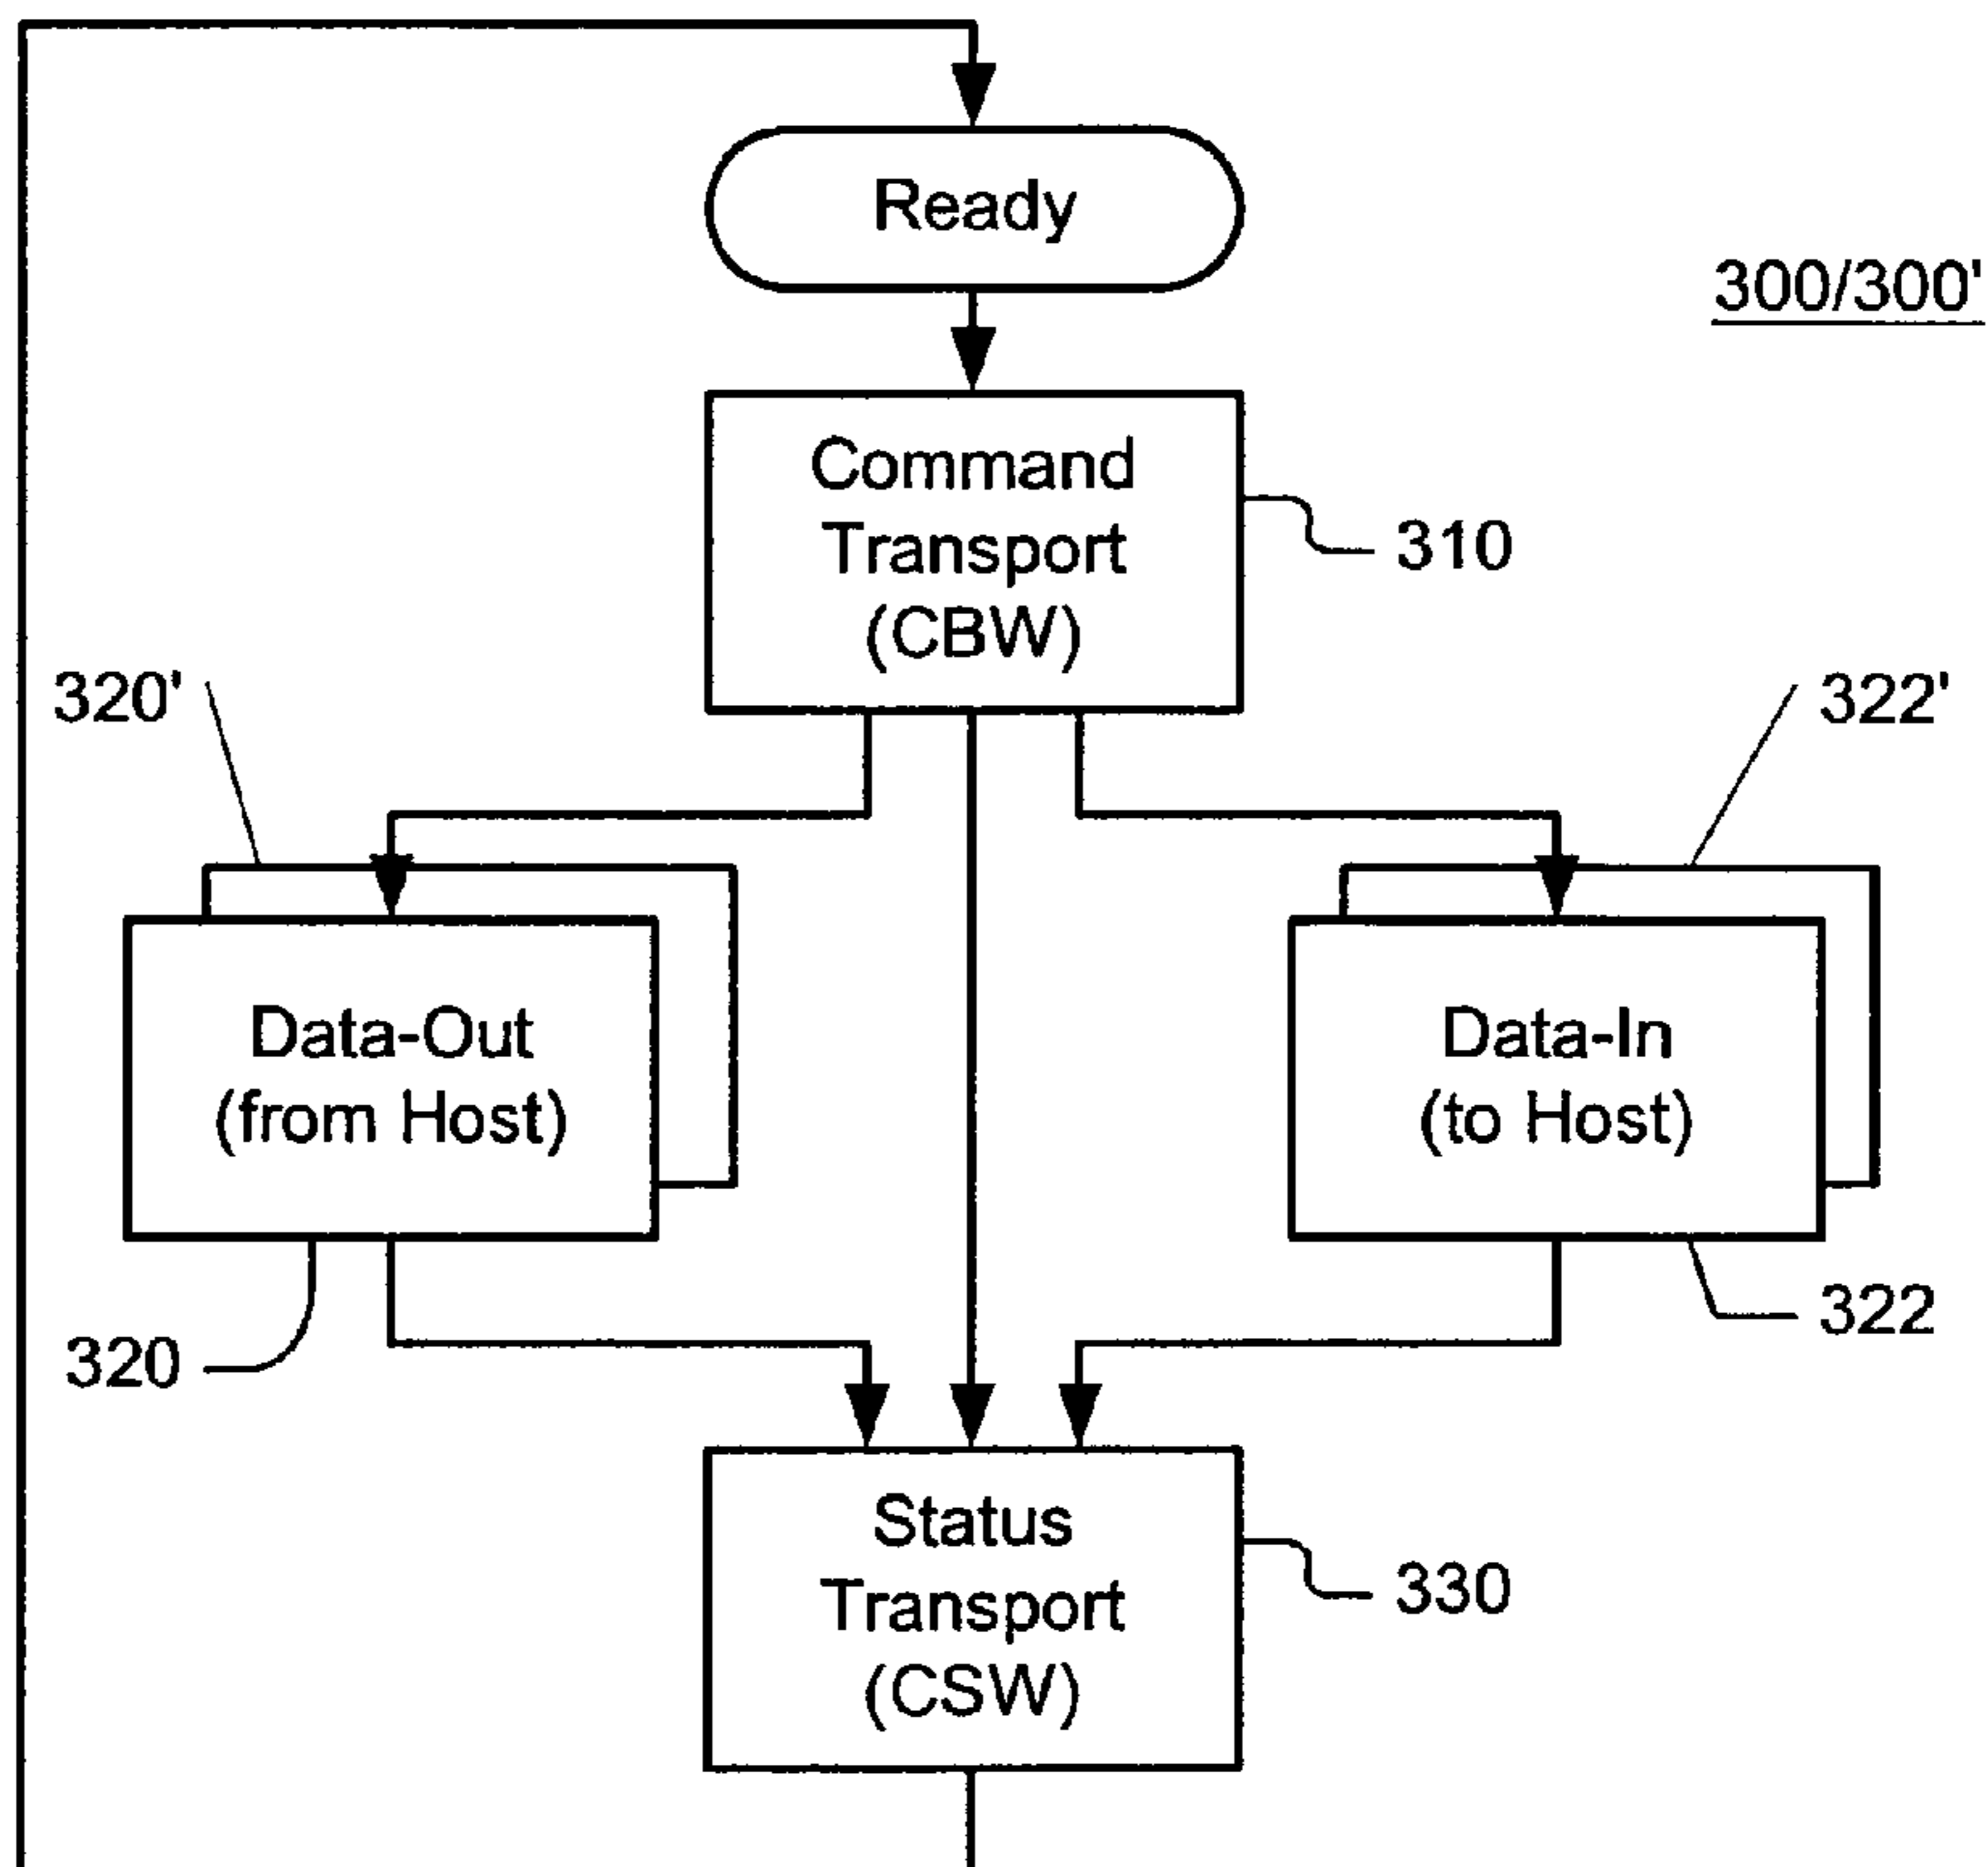 Ready
300/300'
Command
Transport
(CBW)
310
320'
322'
Data-Out
(from Host)
Data-In
(to Host)
320
322
Status
Transport
(CSW)
330